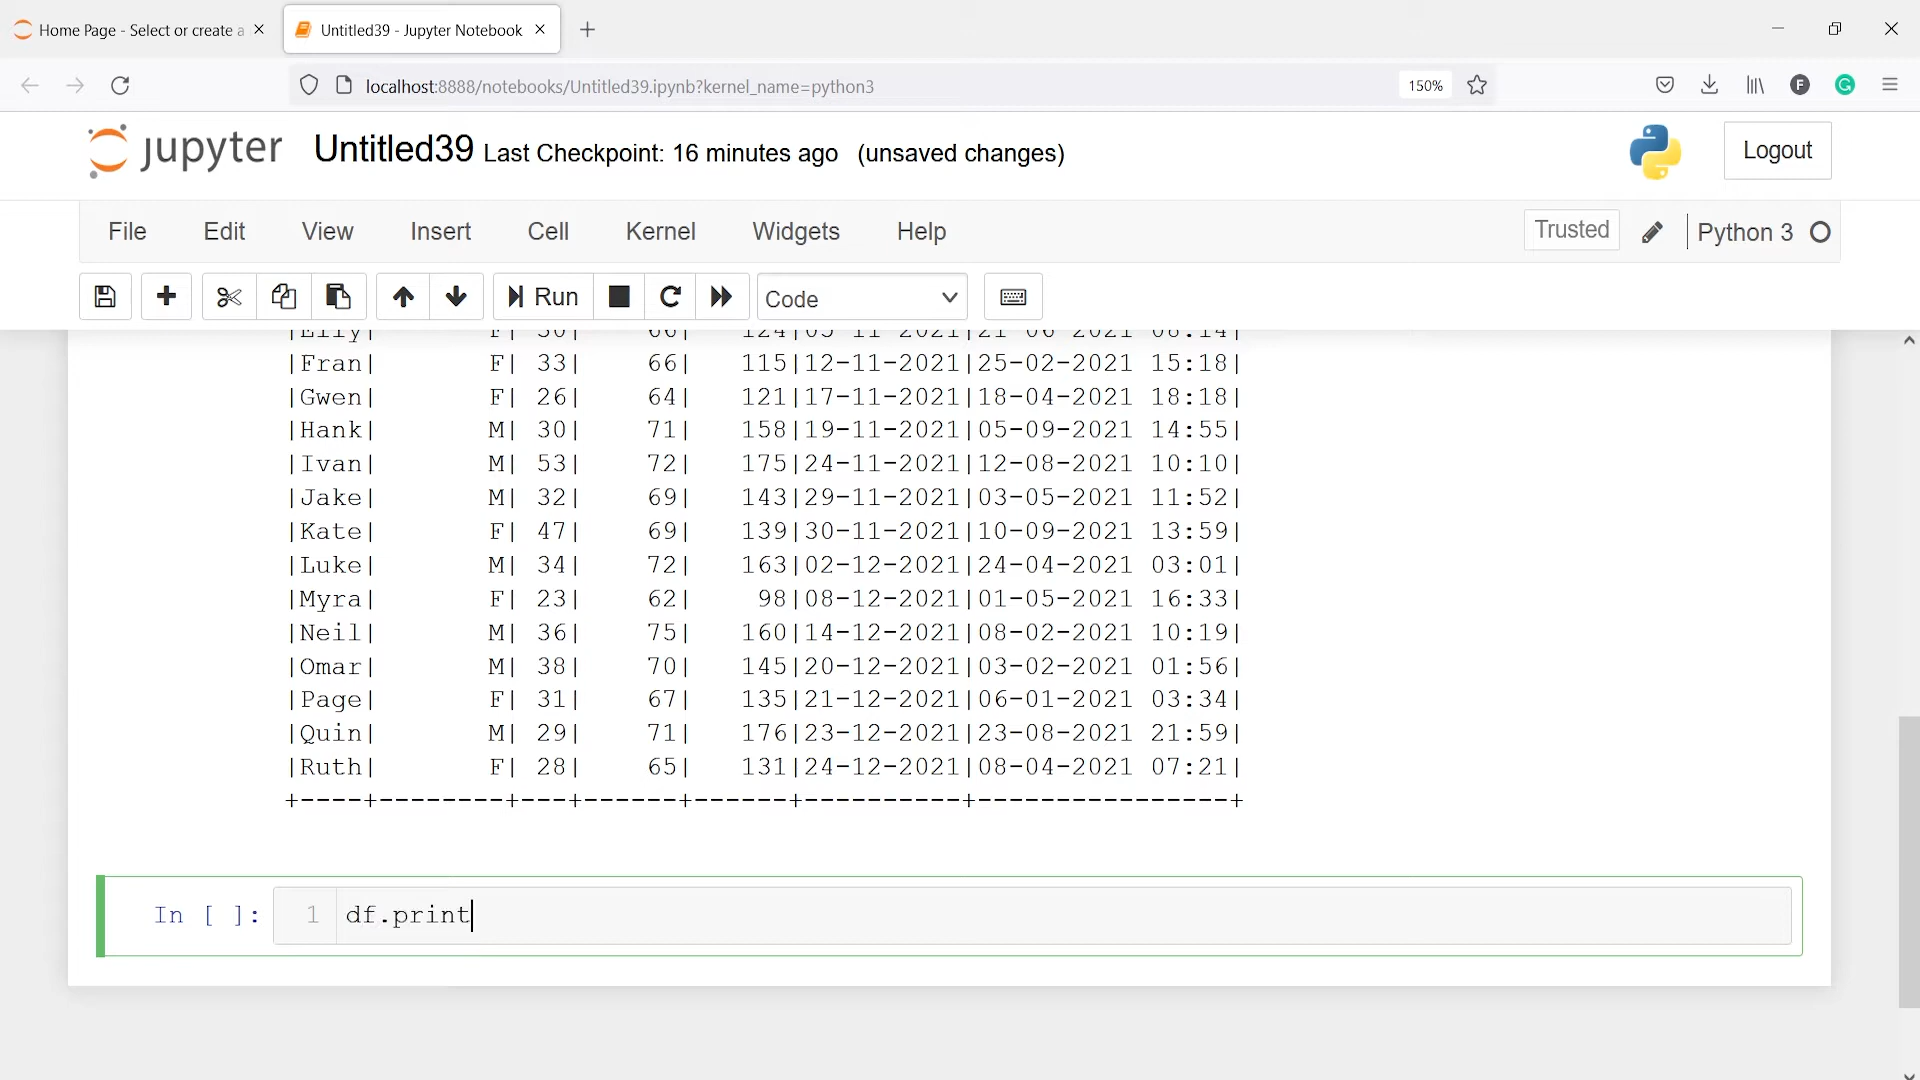 Home Page - Select or create a
Untitled39 - Jupyter Notebook
localhost:8888/notebooks/Untitled39.ipynb?kernel_name=python3
150%
F
G
jupyter Untitled39 Last Checkpoint: 16 minutes ago (unsaved changes)
Logout
File Edit View Insert Cell Kernel Widgets Help
Trusted
Python 3
Run
Code
|Fran| F| 33| 66| 115|12-11-2021|25-02-2021 15:18|
|Gwen| F| 26| 64| 121|17-11-2021|18-04-2021 18:18|
|Hank| M| 30| 71| 158|19-11-2021|05-09-2021 14:55|
|Ivan| M| 53| 72| 175|24-11-2021|12-08-2021 10:10|
|Jake| M| 32| 69| 143|29-11-2021|03-05-2021 11:52|
|Kate| F| 47| 69| 139|30-11-2021|10-09-2021 13:59|
|Luke| M| 34| 72| 163|02-12-2021|24-04-2021 03:01|
|Myra| F| 23| 62| 98|08-12-2021|01-05-2021 16:33|
|Neil| M| 36| 75| 160|14-12-2021|08-02-2021 10:19|
|Omar| M| 38| 70| 145|20-12-2021|03-02-2021 01:56|
|Page| F| 31| 67| 135|21-12-2021|06-01-2021 03:34|
|Quin| M| 29| 71| 176|23-12-2021|23-08-2021 21:59|
|Ruth| F| 28| 65| 131|24-12-2021|08-04-2021 07:21|
+----+--------+---+------+------+----------+----------------+
In [ ]: 1 df.print